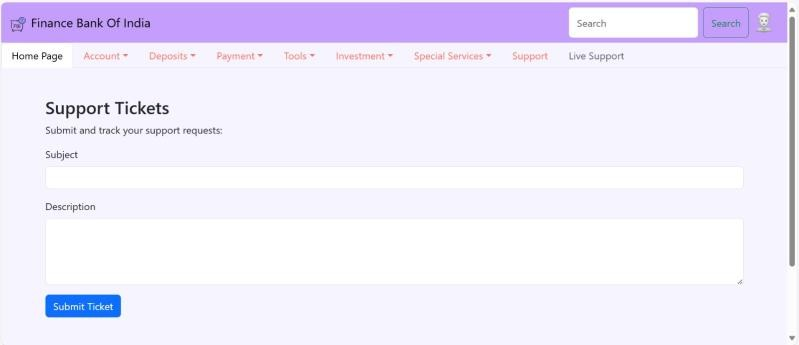 Finance Bank Of India
Search
Search
Home Page Account Deposits Payment Tools Investment Special Services Support Live Support
Support Tickets
Submit and track your support requests:
Subject
Description
Submit Ticket